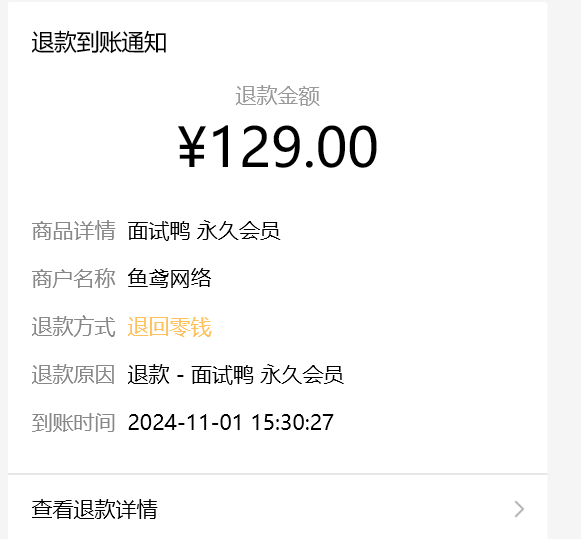 退款到账通知
退款金额
¥129.00
商品详情 面试鸭 永久会员
商户名称 鱼鸢网络
退款方式 退回零钱
退款原因 退款 - 面试鸭 永久会员
到账时间 2024-11-01 15:30:27
查看退款详情